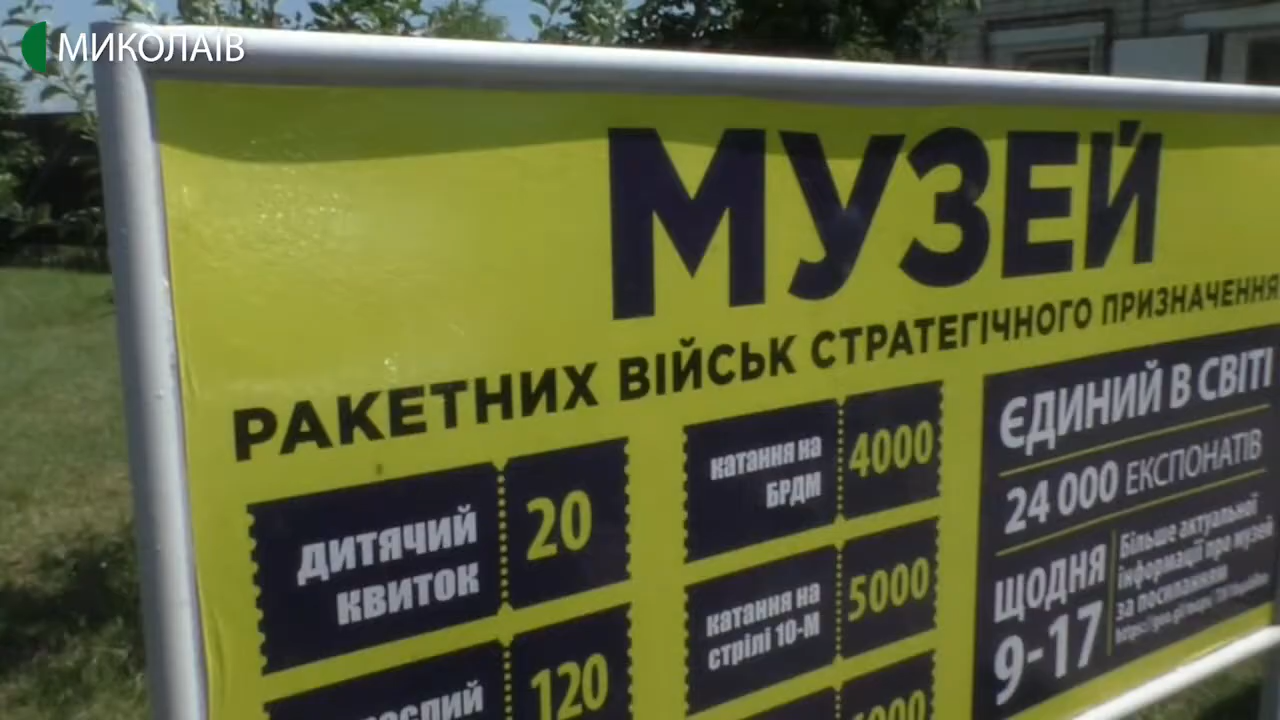 МИКОЛАЇВ
МУЗЕЙ
РАКЕТНИХ ВІЙСЬК СТРАТЕГІЧНОГО ПРИЗНАЧЕННЯ
ДИТЯЧИЙ
КВИТОК
20
120
катання на
БРДМ
4000
катання на
стрілі 10-М
5000
ЄДИНИЙ В СВІТІ
24 000 ЕКСПОНАТІВ
ЩОДНЯ
9-17
Більше актуальної
інформації про музей
за посиланням